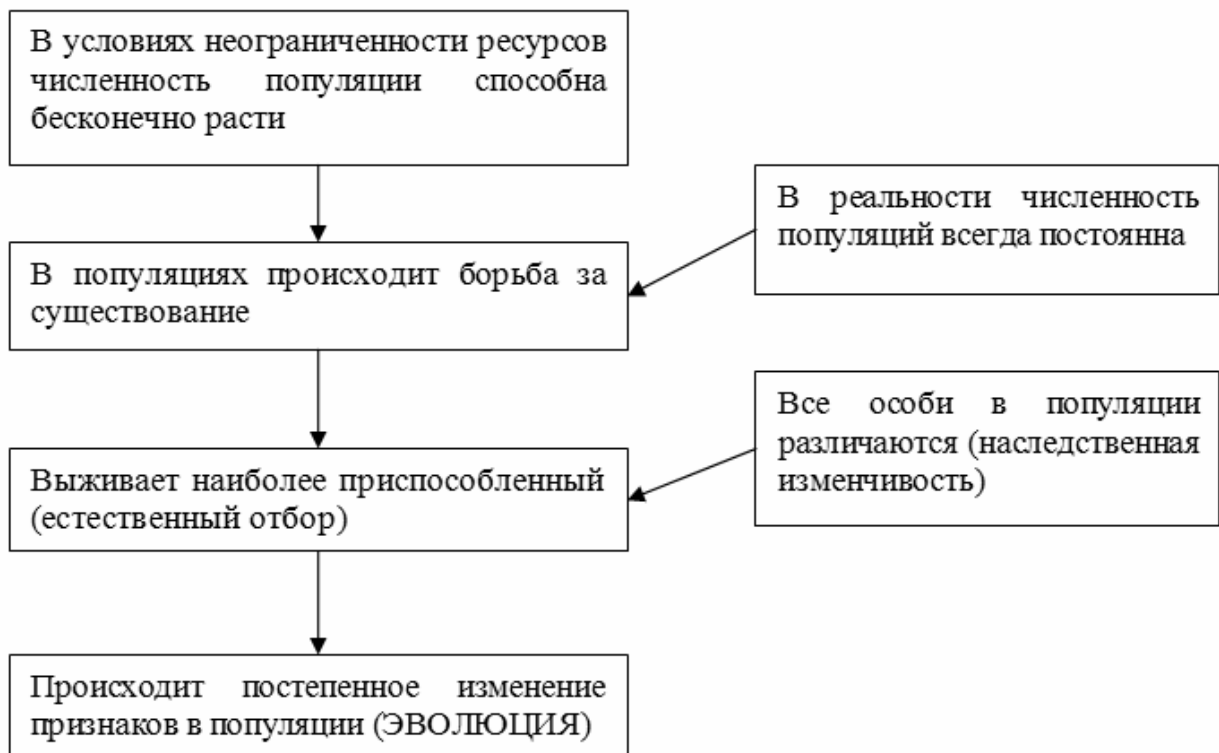 В условиях неограниченности ресурсов
численность популяции способна
бесконечно расти
В реальности численность
популяций всегда постоянна
В популяциях происходит борьба за
существование
Все особи в популяции
различаются (наследственная
изменчивость)
Выживает наиболее приспособленный
(естественный отбор)
Происходит постепенное изменение
признаков в популяции (ЭВОЛЮЦИЯ)